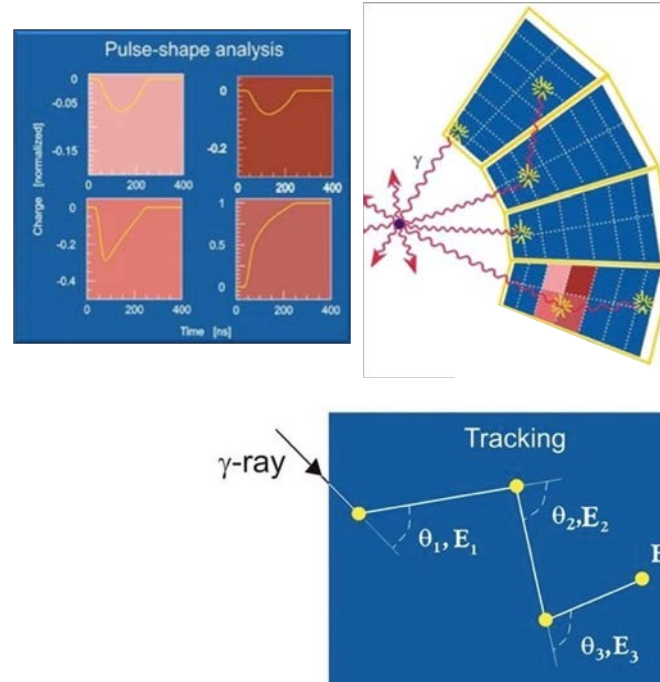 Pulse-shape analysis
Charge [normalized]
0
-0.05
-0.15
0 200 400
0
-0.2
0 200 400
0
-0.2
-0.4
0 200 400
1
0.5
0
0 200 400
Time [ns]
γ
Tracking
γ-ray
θ₁,E₁
θ₂,E₂
θ₃,E₃